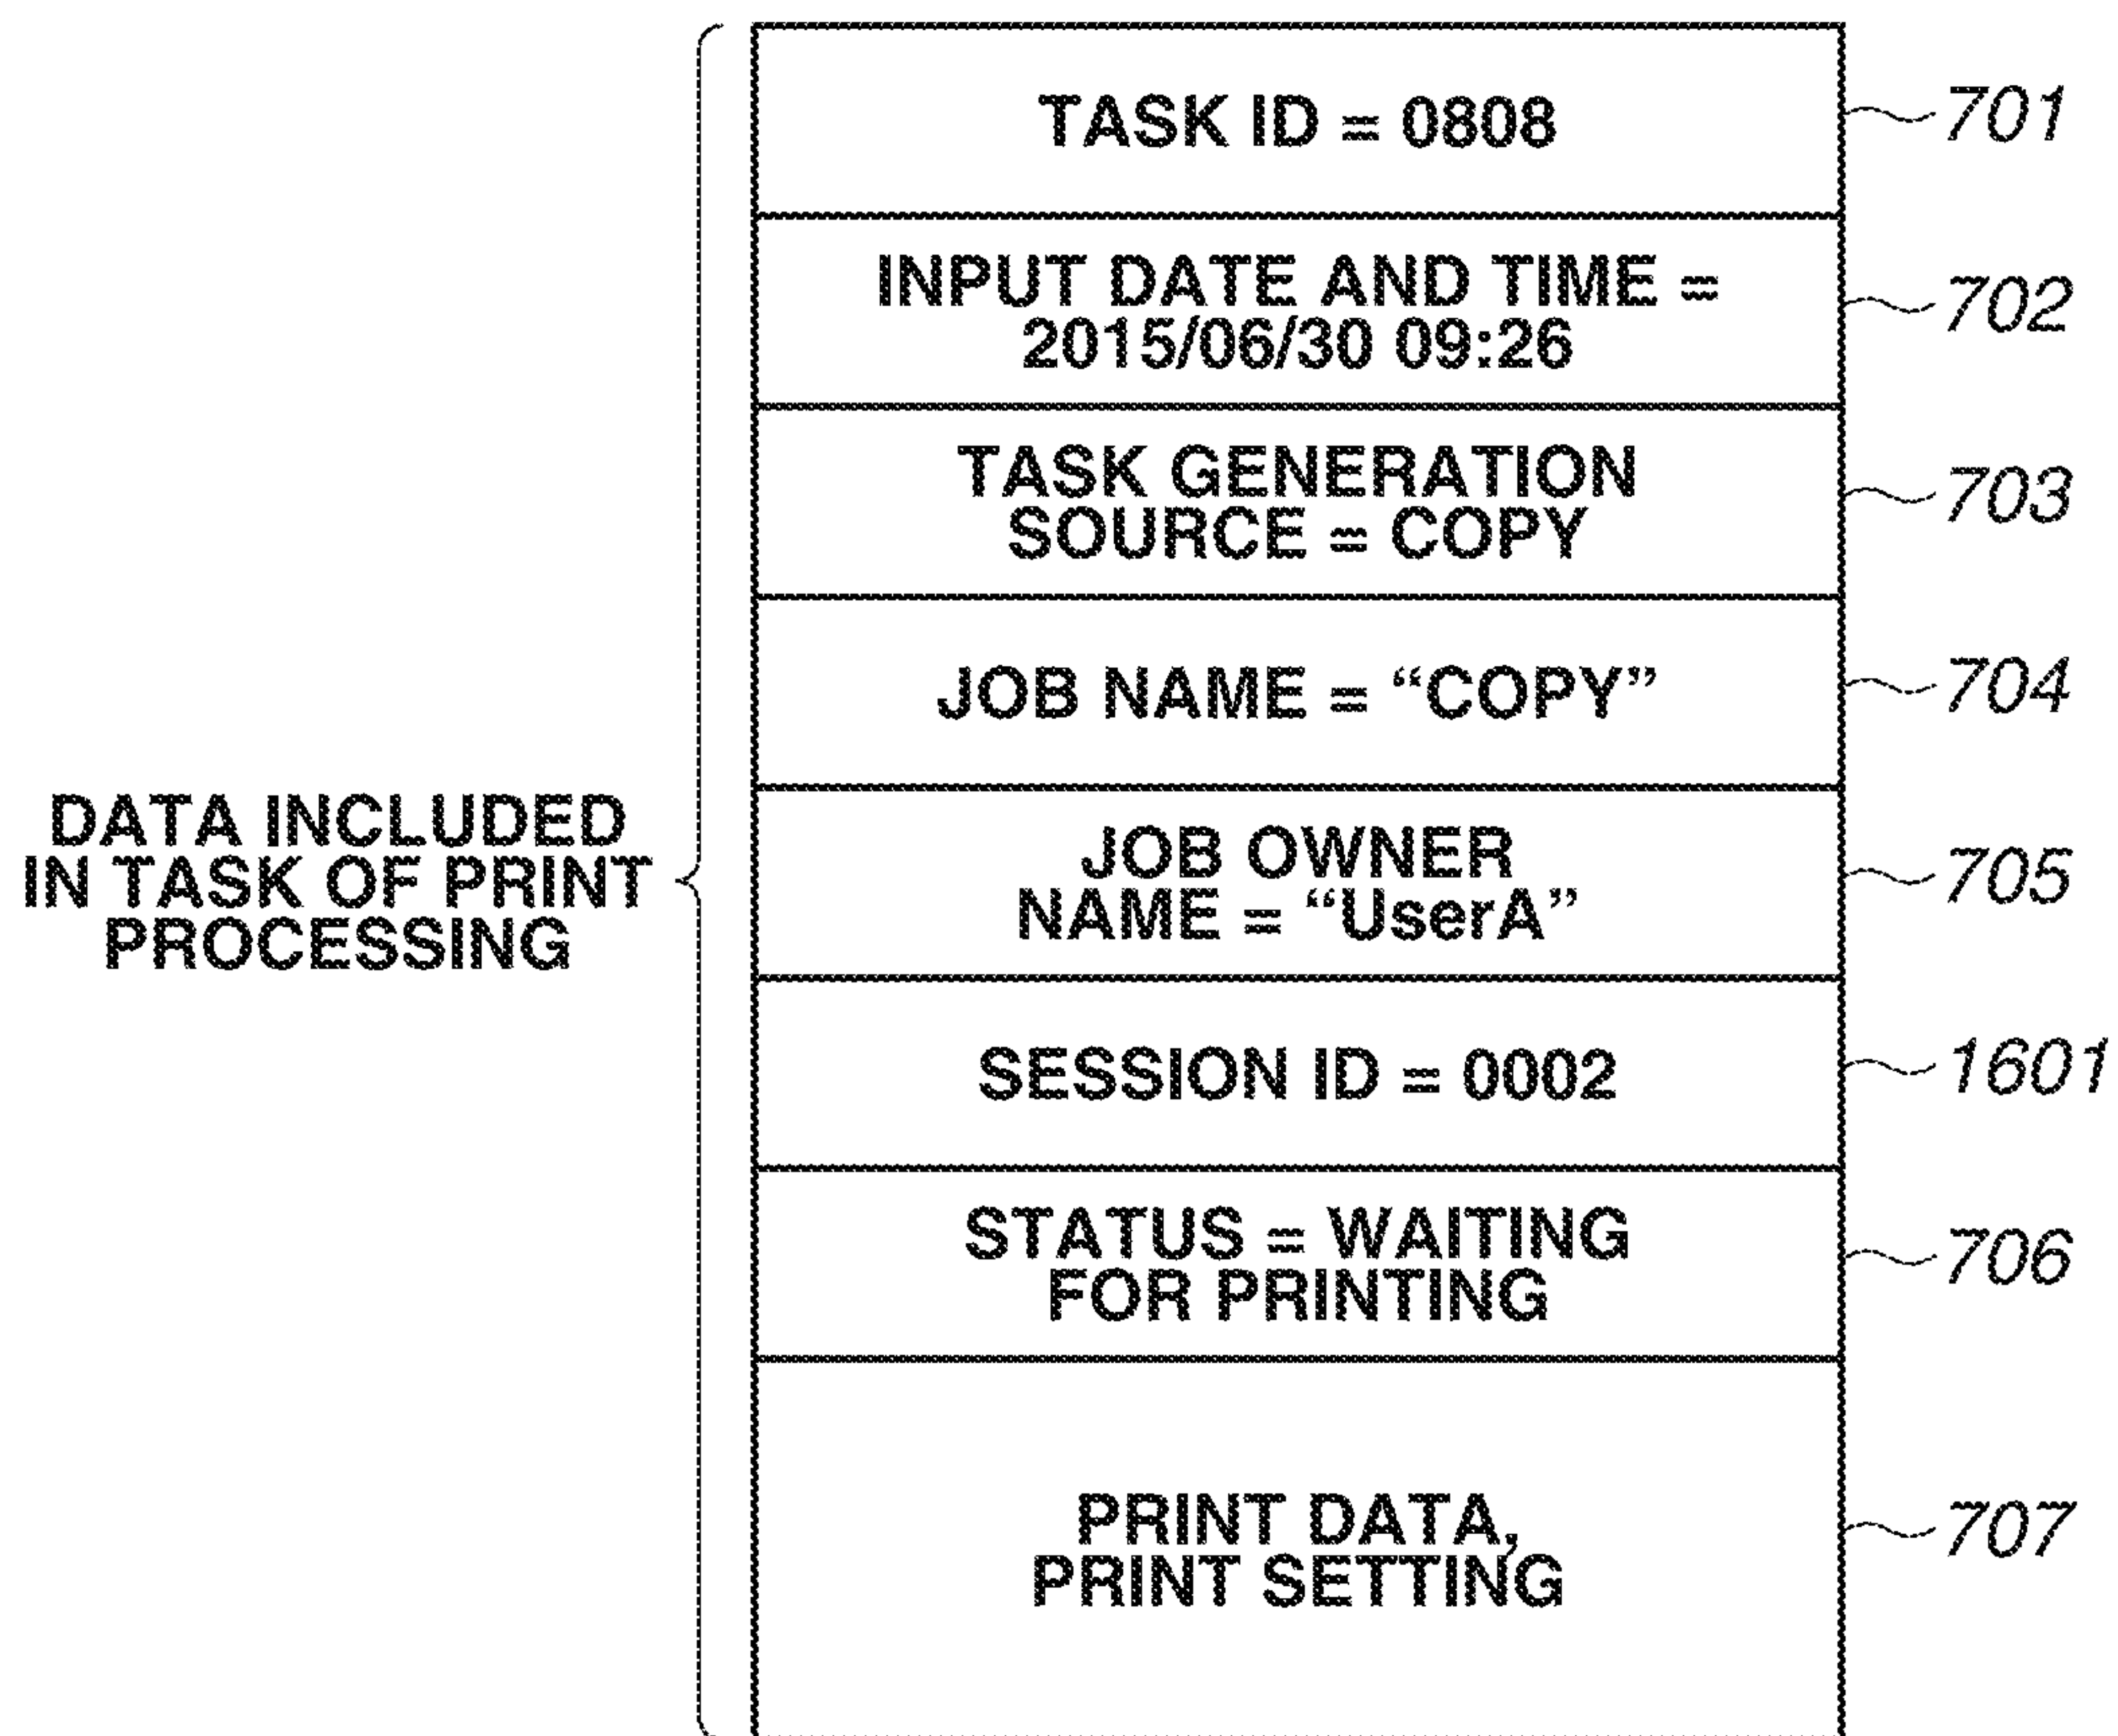 TASK ID = 0808
701
INPUT DATE AND TIME =
2015/06/30 09:26
702
TASK GENERATION
SOURCE = COPY
703
JOB NAME = “COPY”
704
DATA INCLUDED
IN TASK OF PRINT
PROCESSING
JOB OWNER
NAME = “UserA”
705
SESSION ID = 0002
1601
STATUS = WAITING
FOR PRINTING
706
PRINT DATA,
PRINT SETTING
707